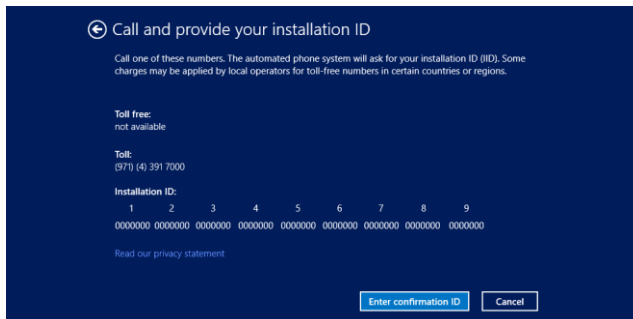 Call and provide your installation ID
Call one of these numbers. The automated phone system will ask for your installation ID (IID). Some
charges may be applied by local operators for toll-free numbers in certain countries or regions.
Toll free:
not available
Toll:
(971) (4) 391 7000
Installation ID:
1 2 3 4 5 6 7 8 9
0000000 0000000 0000000 0000000 0000000 0000000 0000000 0000000 0000000
Read our privacy statement
Enter confirmation ID Cancel